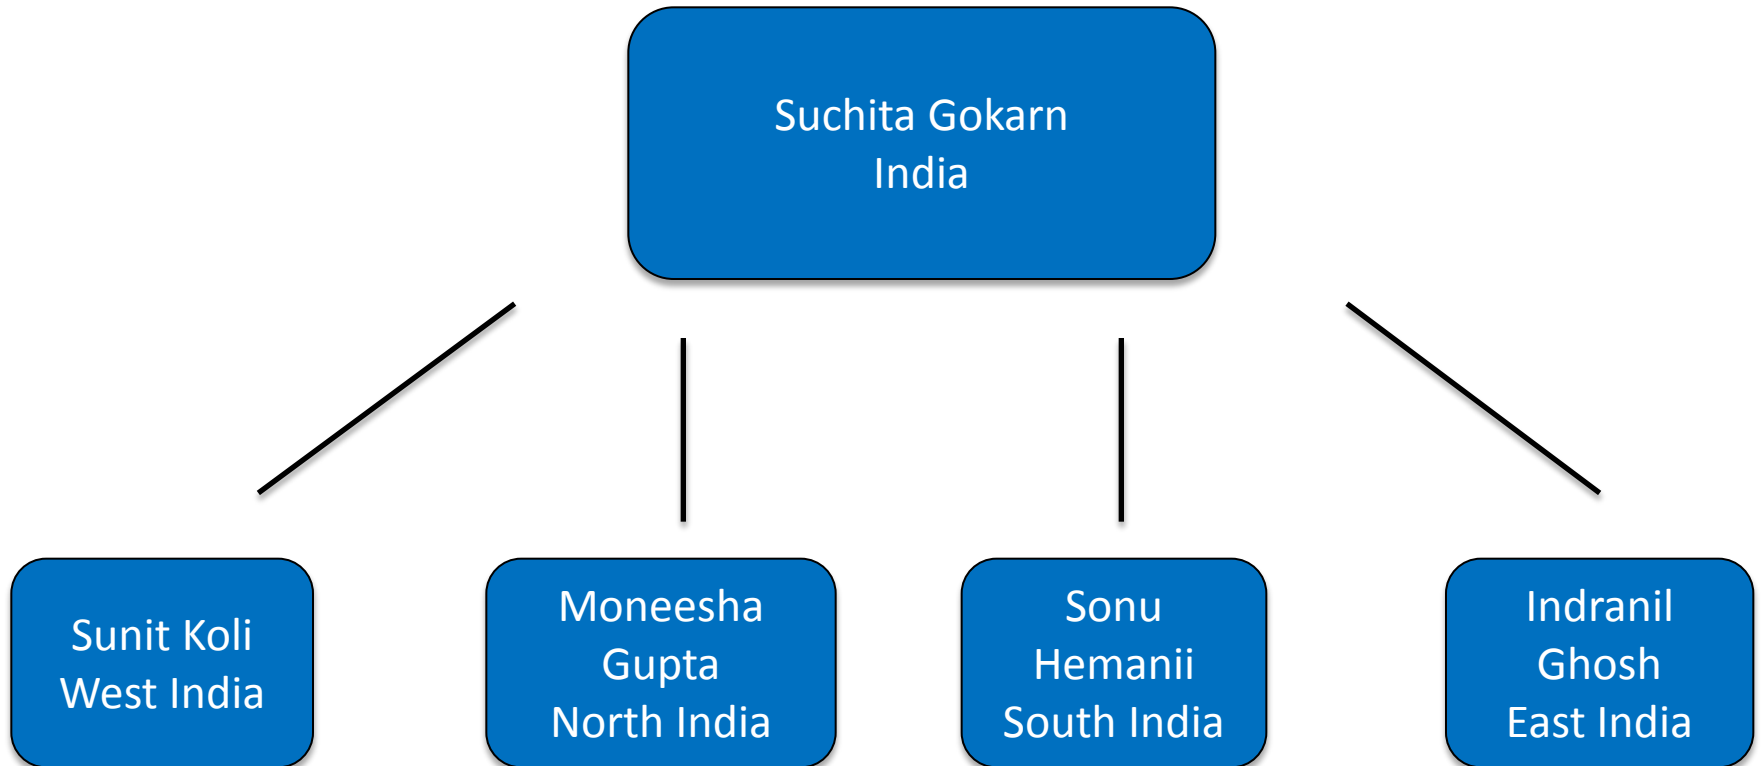 Suchita Gokarn
India
Sunit Koli
West India
Moneesha
Gupta
North India
Sonu
Hemanii
South India
Indranil
Ghosh
East India